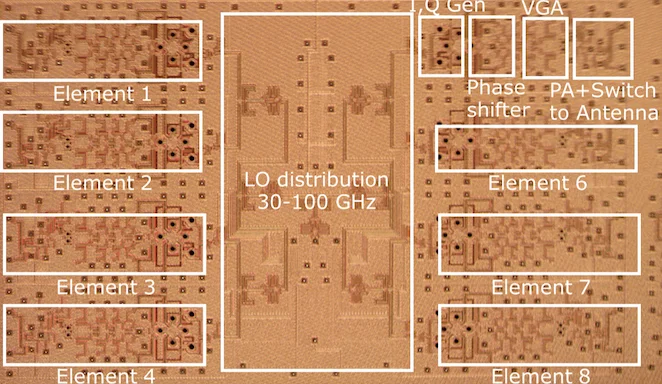 I,Q Gen
VGA
Element 1
Phase
shifter
PA+Switch
to Antenna
Element 2
LO distribution
30-100 GHz
Element 6
Element 3
Element 7
Element 4
Element 8